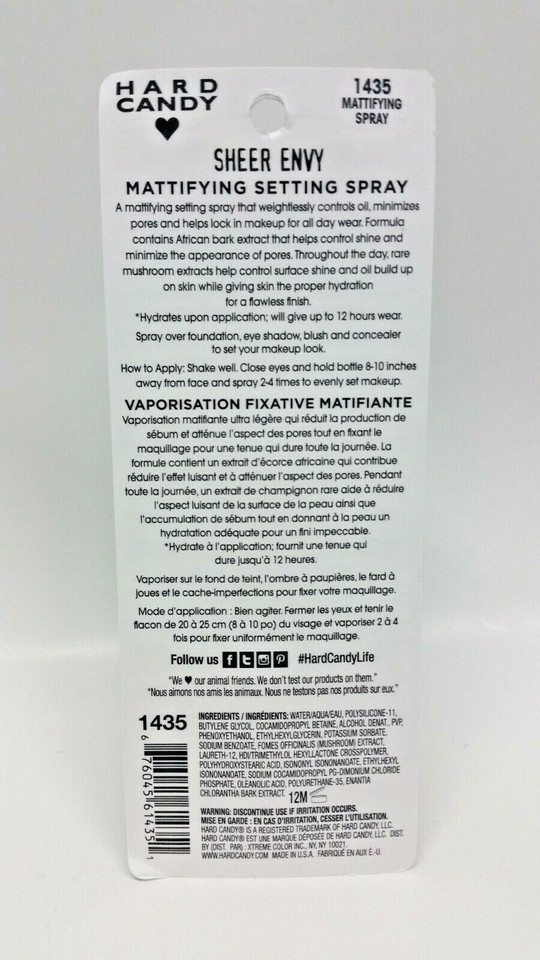 HARD
CANDY
1435
MATTIFYING
SPRAY
SHEER ENVY
MATTIFYING SETTING SPRAY
A mattifying setting spray that weightlessly controls oil, minimizes
pores and helps lock in makeup for all day wear. Formula
contains African bark extract that helps control shine and
minimize the appearance of pores. Throughout the day, rare
mushroom extracts help control surface shine and oil build up
on skin while giving skin the proper hydration
for a flawless finish.
*Hydrates upon application; will give up to 12 hours wear.
Spray over foundation, eye shadow, blush and concealer
to set your makeup look.
How to Apply: Shake well. Close eyes and hold bottle 8-10 inches
away from face and spray 2-4 times to evenly set makeup.
VAPORISATION FIXATIVE MATIFIANTE
Vaporisation matifiante ultra légère qui réduit la production de
sébum et atténue l'aspect des pores tout en fixant le
maquillage pour une tenue qui dure toute la journée. La
formule contient un extrait d'écorce africaine qui contribue
réduire l'effet luisant et à atténuer l'aspect des pores. Pendant
toute la journée, un extrait de champignon rare aide à réduire
l'aspect luisant de la surface de la peau ainsi que
l'accumulation de sébum tout en donnant à la peau un
hydratation adéquate pour un fini impeccable.
*Hydrate à l'application; fournit une tenue qui
dure jusqu'à 12 heures.
Vaporiser sur le fond de teint, l'ombre à paupières, le fard à
joues et le cache-imperfections pour fixer votre maquillage.
Mode d'application : Bien agiter. Fermer les yeux et tenir le
flacon de 20 à 25 cm (8 à 10 po) du visage et vaporiser 2 à 4
fois pour fixer uniformément le maquillage.
Follow us f t P #HardCandyLife
"We ♥ our animal friends. We don't test our products on them."
"Nous aimons nos amis les animaux. Nous ne testons pas nos produits sur eux."
1435
6 76045 61435 1
INGREDIENTS / INGRÉDIENTS: WATER/AQUA/EAU, POLYSILICONE-11,
BUTYLENE GLYCOL, COCAMIDOPROPYL BETAINE, ALCOHOL DENAT., PVP,
PHENOXYETHANOL, ETHYLHEXYLGLYCERIN, POTASSIUM SORBATE,
SODIUM BENZOATE, FOMES OFFICINALIS (MUSHROOM) EXTRACT,
LAURETH-12, HDI/TRIMETHYLOL HEXYLLACTONE CROSSPOLYMER,
POLYHYDROXYSTEARIC ACID, ISONONYL ISONONANOATE, ETHYLHEXYL
ISONONANOATE, SODIUM COCAMIDOPROPYL PG-DIMONIUM CHLORIDE
PHOSPHATE, OLEANOLIC ACID, POLYURETHANE-35, ENANTIA
CHLORANTHA BARK EXTRACT.
12M
WARNING: DISCONTINUE USE IF IRRITATION OCCURS.
MISE EN GARDE : EN CAS D'IRRITATION, CESSER L'UTILISATION.
HARD CANDY® IS A REGISTERED TRADEMARK OF HARD CANDY, LLC.
HARD CANDY® EST UNE MARQUE DÉPOSÉE DE HARD CANDY, LLC. DIST.
BY (DIST. PAR) : XTREME COLOR INC., NY, NY 10021.
WWW.HARDCANDY.COM MADE IN U.S.A. FABRIQUÉ EN AUX É.-U.